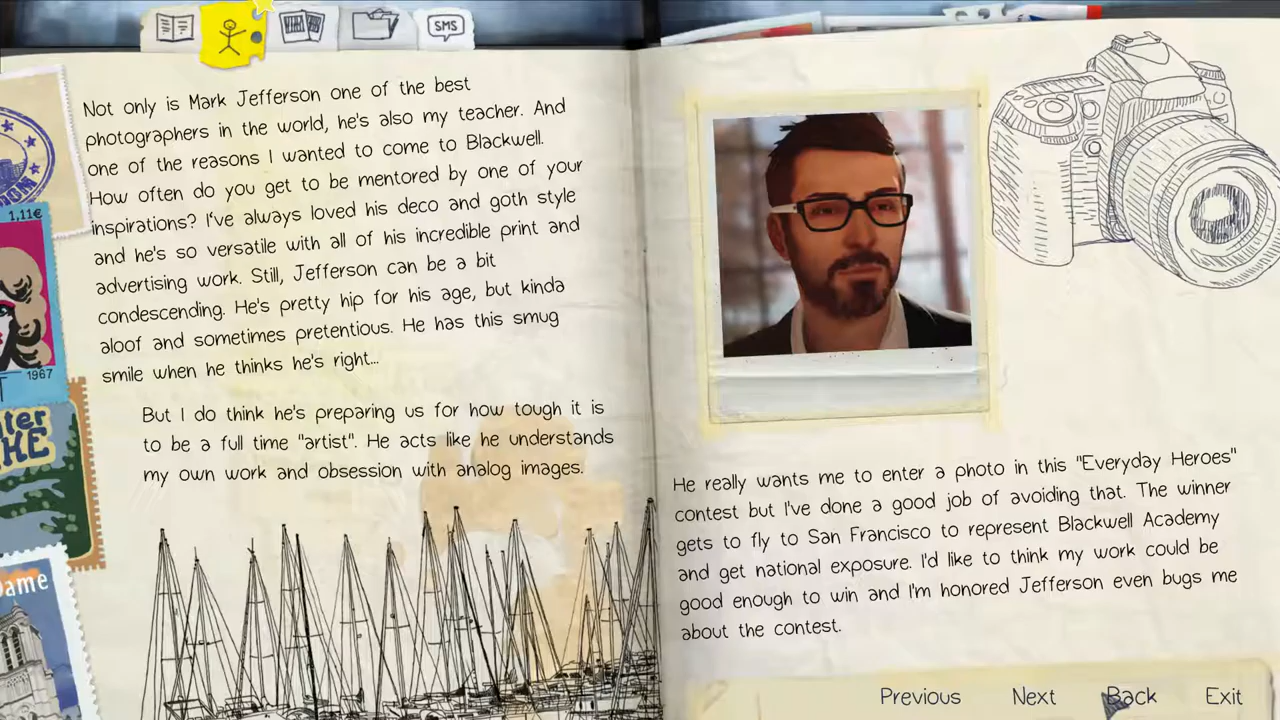 SMS
Not only is Mark Jefferson one of the best
photographers in the world, he's also my teacher. And
one of the reasons I wanted to come to Blackwell.
How often do you get to be mentored by one of your
inspirations? I've always loved his deco and goth style
and he's so versatile with all of his incredible print and
advertising work. Still, Jefferson can be a bit
condescending. He's pretty hip for his age, but kinda
aloof and sometimes pretentious. He has this smug
smile when he thinks he's right...
But I do think he's preparing us for how tough it is
to be a full time "artist". He acts like he understands
my own work and obsession with analog images.
1,11€
1967
He really wants me to enter a photo in this "Everyday Heroes"
contest but I've done a good job of avoiding that. The winner
gets to fly to San Francisco to represent Blackwell Academy
and get national exposure. I'd like to think my work could be
good enough to win and I'm honored Jefferson even bugs me
about the contest.
Previous Next Back Exit